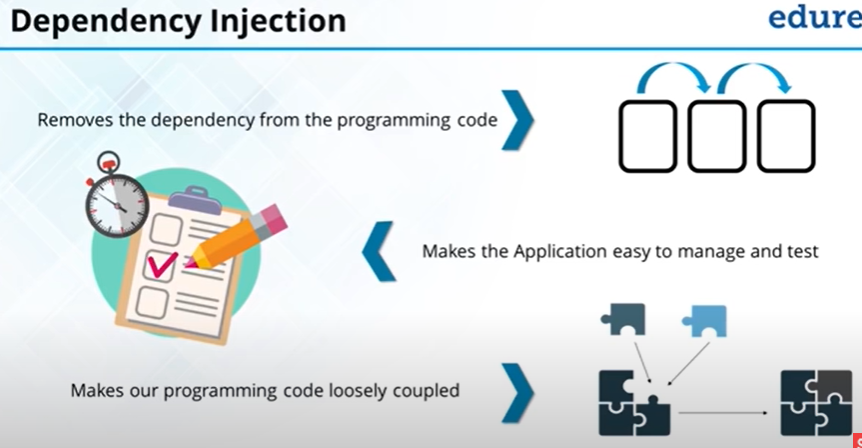 Dependency Injection
edure
Removes the dependency from the programming code
Makes the Application easy to manage and test
Makes our programming code loosely coupled